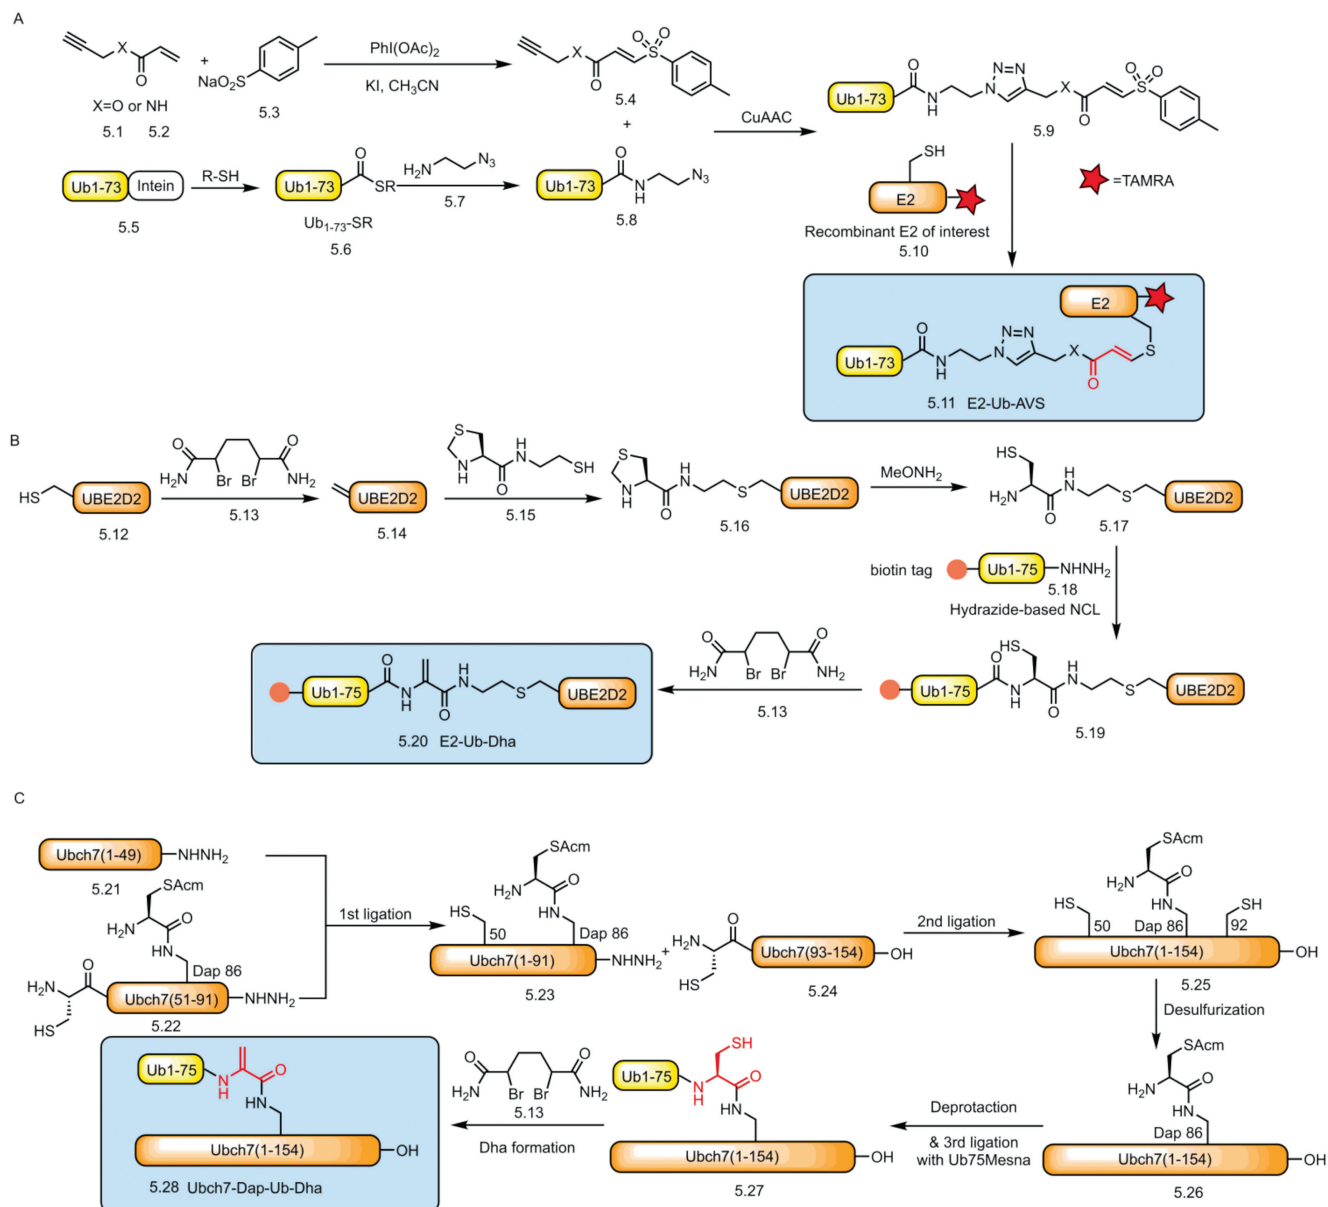 A
X
O
+
NaSO₂
X=O or NH
5.1 5.2
5.3
PhI(OAc)₂
KI, CH₃CN
X
O
O O
S
5.4
+
CuAAC
Ub1-73
O
N
H
N N
N
X
O
O O
S
5.9
Ub1-73 Intein
5.5
R-SH
Ub1-73
O
SR
Ub₁₋₇₃-SR
5.6
H₂N N₃
5.7
Ub1-73
O
N
H
N₃
5.8
SH
E2
Recombinant E2 of interest
5.10
=TAMRA
E2
Ub1-73
O
N
H
N N
N
X
O
S
5.11 E2-Ub-AVS
B
HS UBE2D2
5.12
O O
NH₂ Br Br NH₂
5.13
UBE2D2
5.14
S
N
H
O
H
N
SH
5.15
S
N
H
O
H
N
S
UBE2D2
5.16
MeONH₂
HS
H₂N
O
H
N
S
UBE2D2
5.17
biotin tag
Ub1-75 NHNH₂
5.18
Hydrazide-based NCL
Ub1-75
O
N
H
HS
O
H
N
S
UBE2D2
5.19
O O
NH₂ Br Br NH₂
5.13
Ub1-75
O
N
H
O
H
N
S
UBE2D2
5.20 E2-Ub-Dha
C
Ubch7(1-49) NHNH₂
5.21
SAcm
H₂N O
HN
Dap 86
H₂N O
HS
Ubch7(51-91) NHNH₂
5.22
1st ligation
SAcm
H₂N O
HN
HS
50 Dap 86
Ubch7(1-91) NHNH₂
5.23
+
H₂N O
HS
Ubch7(93-154) OH
5.24
2nd ligation
SAcm
H₂N O
HN
HS SH
50 Dap 86 92
Ubch7(1-154) OH
5.25
Desulfurization
SAcm
H₂N O
HN
Dap 86
Ubch7(1-154) OH
5.26
Deprotaction
& 3rd ligation
with Ub75Mesna
SH
Ub1-75
N
H
O
HN
Ubch7(1-154) OH
5.27
O O
NH₂ Br Br NH₂
5.13
Dha formation
Ub1-75
N
H
O
HN
Ubch7(1-154) OH
5.28 Ubch7-Dap-Ub-Dha